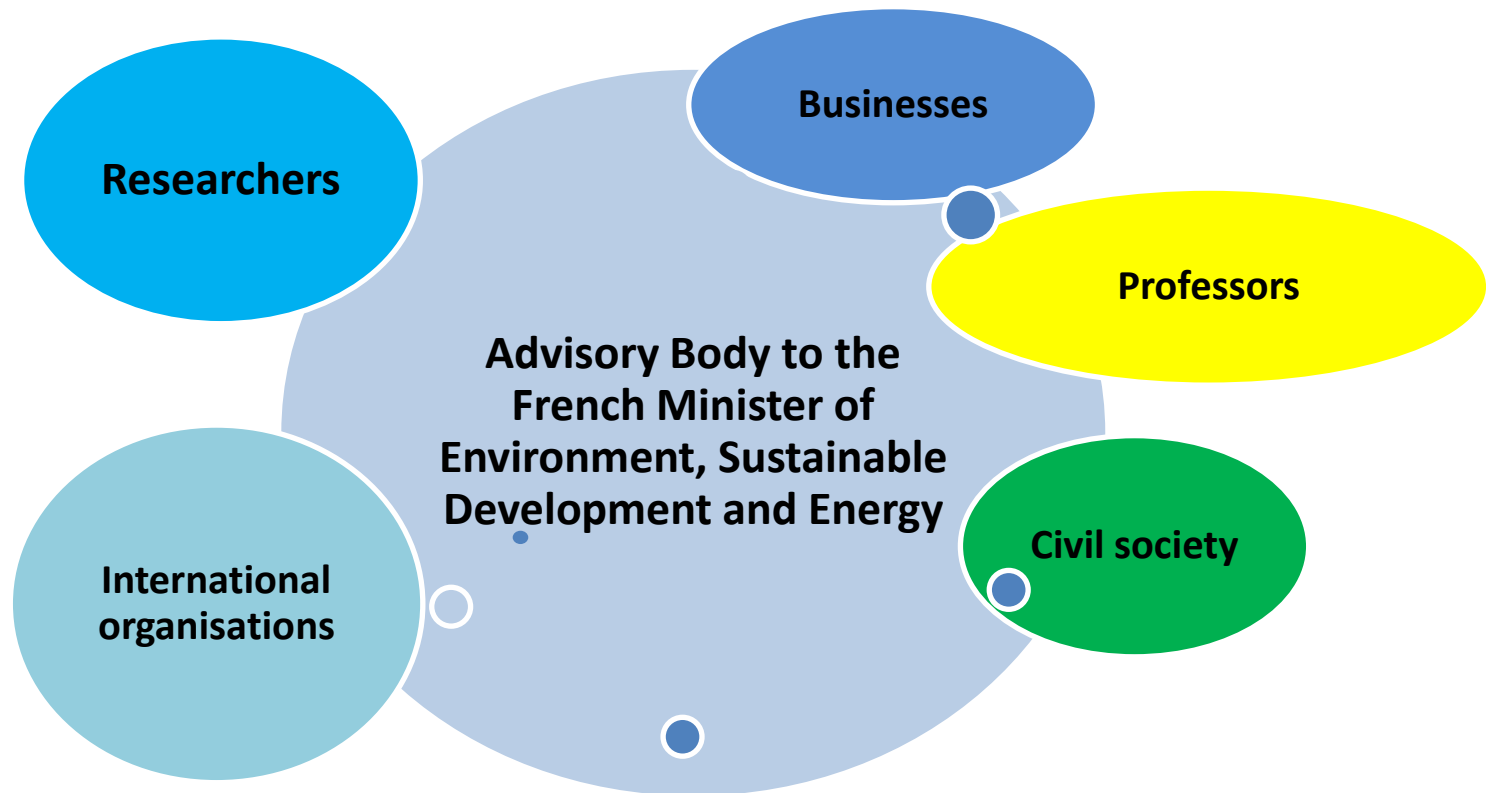 Businesses
Researchers
Professors
Advisory Body to the
French Minister of
Environment, Sustainable
Development and Energy
Civil society
International
organisations